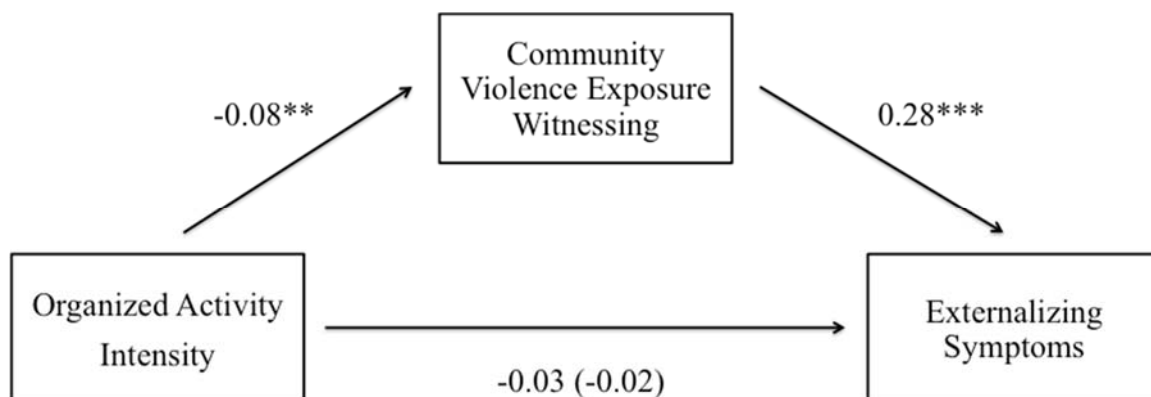 Community
Violence Exposure
Witnessing
-0.08**
0.28***
Organized Activity
Intensity
Externalizing
Symptoms
-0.03 (-0.02)